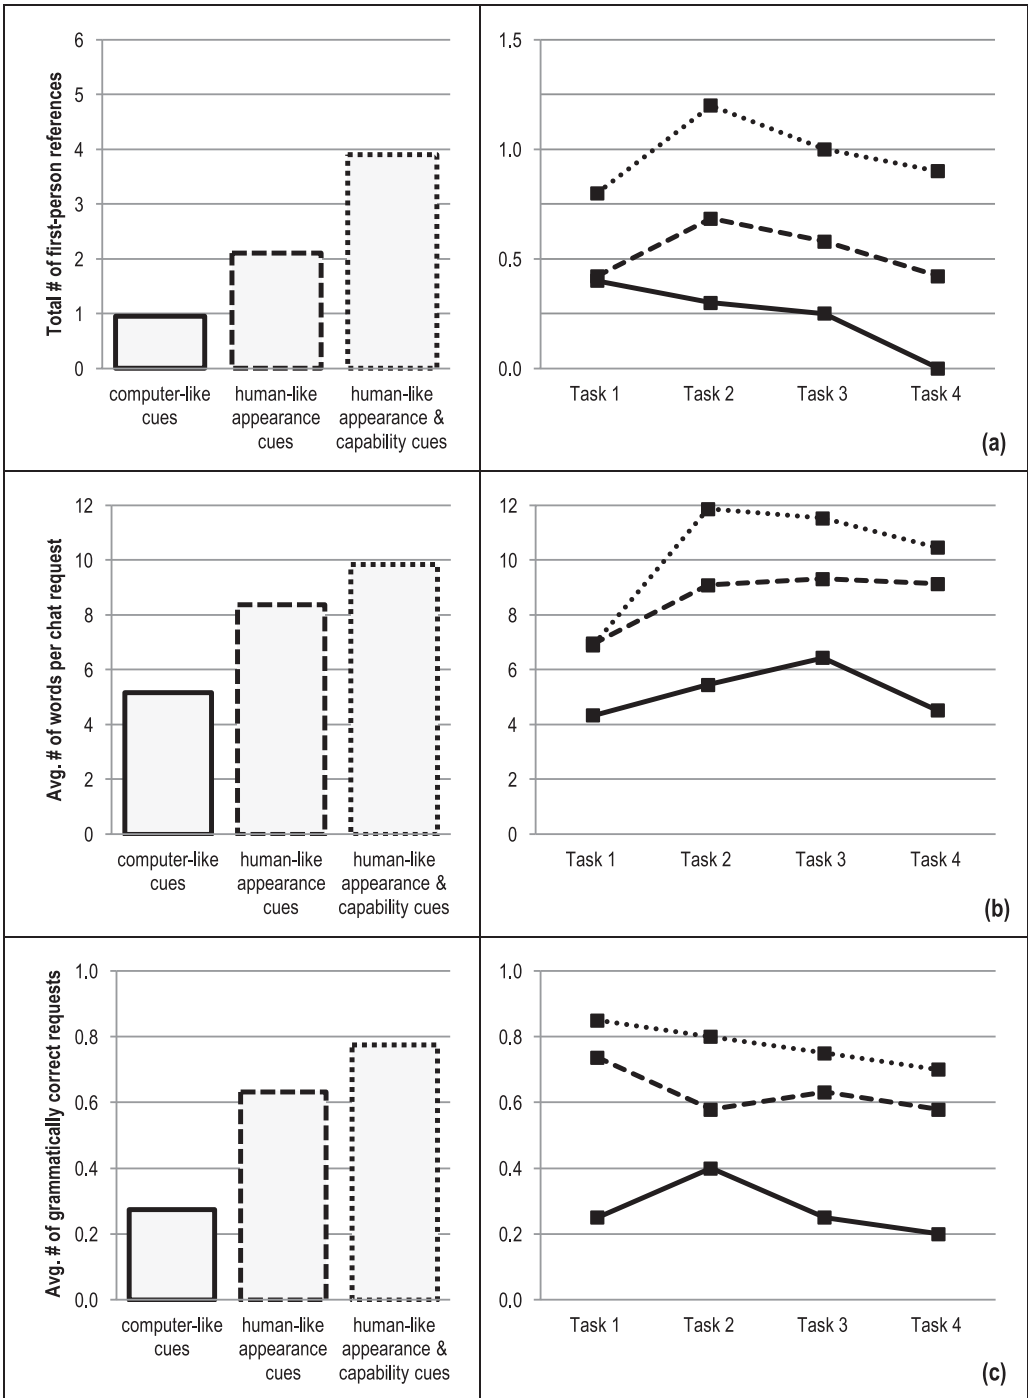 Total # of first-person references
6
5
4
3
2
1
0
computer-like
cues
human-like
appearance
cues
human-like
appearance &
capability cues
1.5
1.0
0.5
0.0
Task 1
Task 2
Task 3
Task 4
(a)
Avg. # of words per chat request
12
10
8
6
4
2
0
computer-like
cues
human-like
appearance
cues
human-like
appearance &
capability cues
12
10
8
6
4
2
0
Task 1
Task 2
Task 3
Task 4
(b)
Avg. # of grammatically correct requests
1.0
0.8
0.6
0.4
0.2
0.0
computer-like
cues
human-like
appearance
cues
human-like
appearance &
capability cues
1.0
0.8
0.6
0.4
0.2
0.0
Task 1
Task 2
Task 3
Task 4
(c)